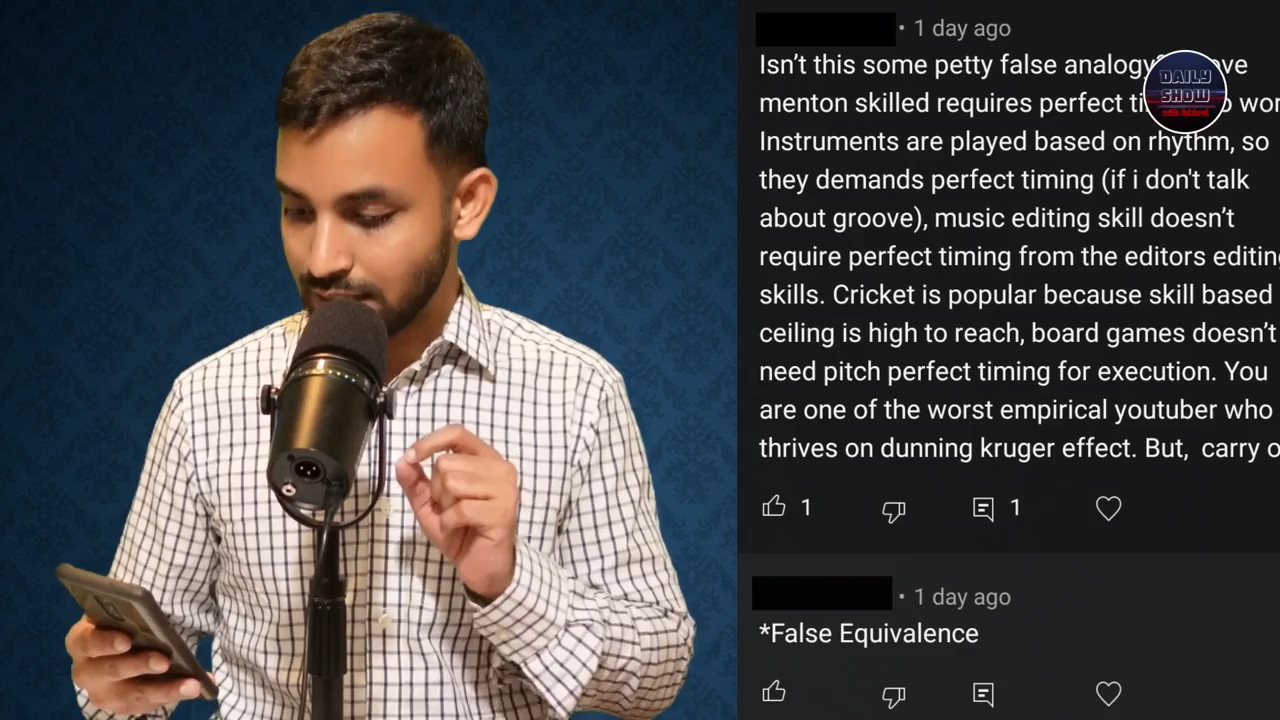 • 1 day ago
Isn't this some petty false analogy? ove
menton skilled requires perfect ti o wor
Instruments are played based on rhythm, so
they demands perfect timing (if i don't talk
about groove), music editing skill doesn't
require perfect timing from the editors editing
skills. Cricket is popular because skill based
ceiling is high to reach, board games doesn't
need pitch perfect timing for execution. You
are one of the worst empirical youtuber who
thrives on dunning kruger effect. But, carry o
1
1
• 1 day ago
*False Equivalence
DAILY
SHOW